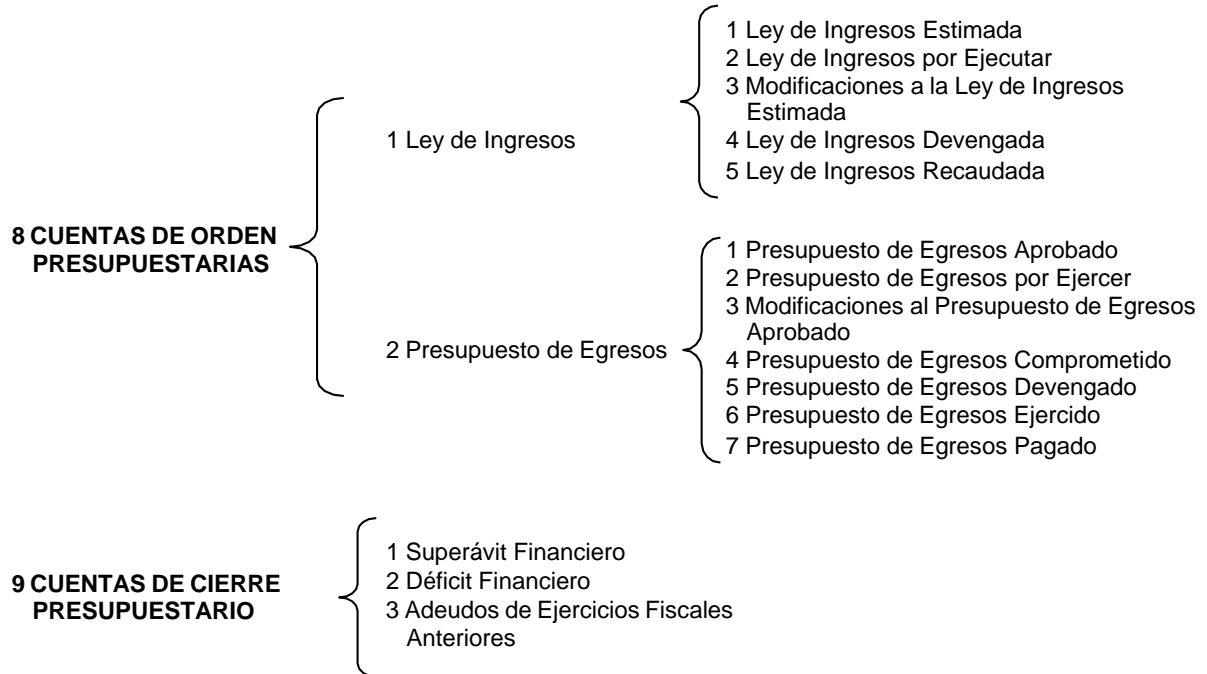 8 CUENTAS DE ORDEN
PRESUPUESTARIAS
1 Ley de Ingresos
1 Ley de Ingresos Estimada
2 Ley de Ingresos por Ejecutar
3 Modificaciones a la Ley de Ingresos
Estimada
4 Ley de Ingresos Devengada
5 Ley de Ingresos Recaudada
2 Presupuesto de Egresos
1 Presupuesto de Egresos Aprobado
2 Presupuesto de Egresos por Ejercer
3 Modificaciones al Presupuesto de Egresos
Aprobado
4 Presupuesto de Egresos Comprometido
5 Presupuesto de Egresos Devengado
6 Presupuesto de Egresos Ejercido
7 Presupuesto de Egresos Pagado
9 CUENTAS DE CIERRE
PRESUPUESTARIO
1 Superávit Financiero
2 Déficit Financiero
3 Adeudos de Ejercicios Fiscales
Anteriores